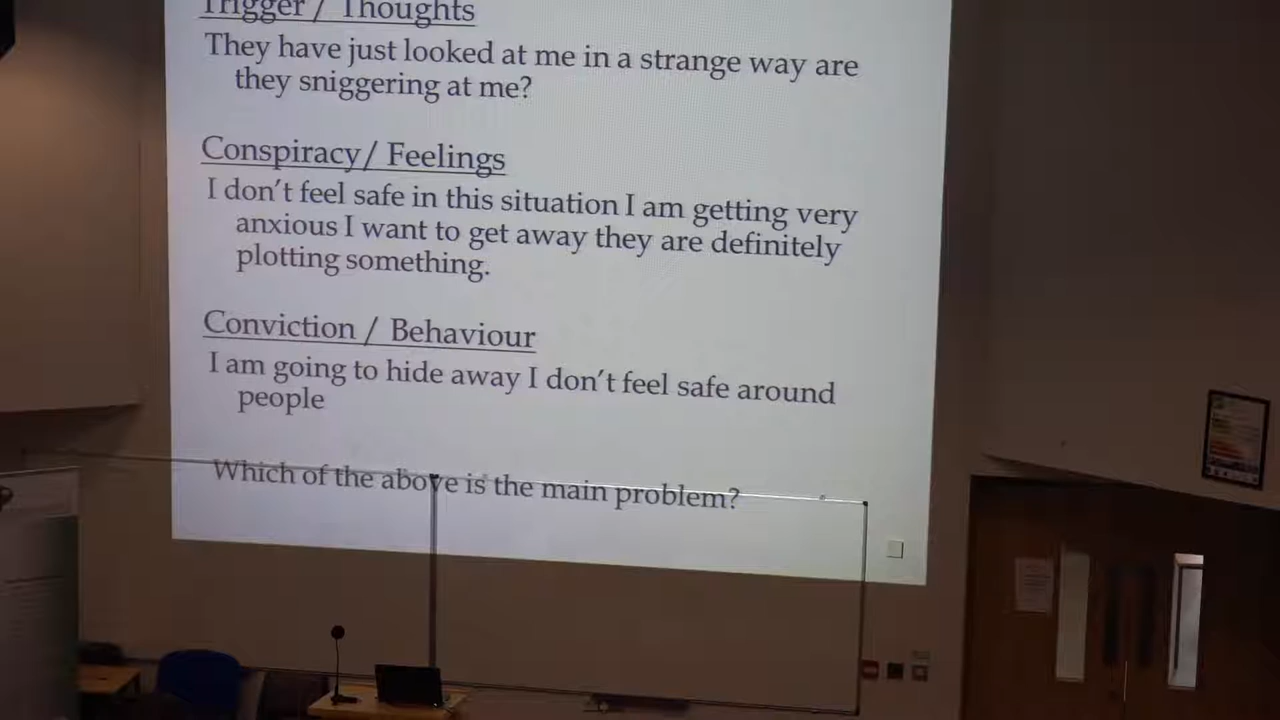 Trigger / Thoughts
They have just looked at me in a strange way are
they sniggering at me?
Conspiracy/ Feelings
I don't feel safe in this situation I am getting very
anxious I want to get away they are definitely
plotting something.
Conviction / Behaviour
I am going to hide away I don't feel safe around
people
Which of the above is the main problem?